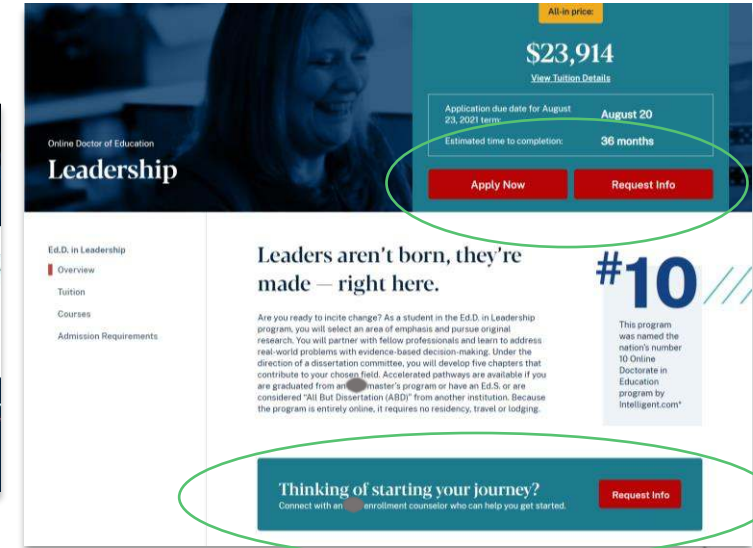 All-in price:
$23,914
View Tuition Details
Application due date for August
23, 2021 term:
August 20
Estimated time to completion:
36 months
Apply Now
Request Info
Online Doctor of Education
Leadership
Ed.D. in Leadership
Overview
Tuition
Courses
Admission Requirements
Leaders aren't born, they're
made — right here.
Are you ready to incite change? As a student in the Ed.D. in Leadership
program, you will select an area of emphasis and pursue original
research. You will partner with fellow professionals and learn to address
real-world problems with evidence-based decision-making. Under the
direction of a dissertation committee, you will develop five chapters that
contribute to your chosen field. Accelerated pathways are available if you
are graduated from an master's program or have an Ed.S. or are
considered "All But Dissertation (ABD)" from another institution. Because
the program is entirely online, it requires no residency, travel or lodging.
#10
This program
was named the
nation's number
10 Online
Doctorate in
Education
program by
Intelligent.com*
Thinking of starting your journey?
Connect with an enrollment counselor who can help you get started.
Request Info